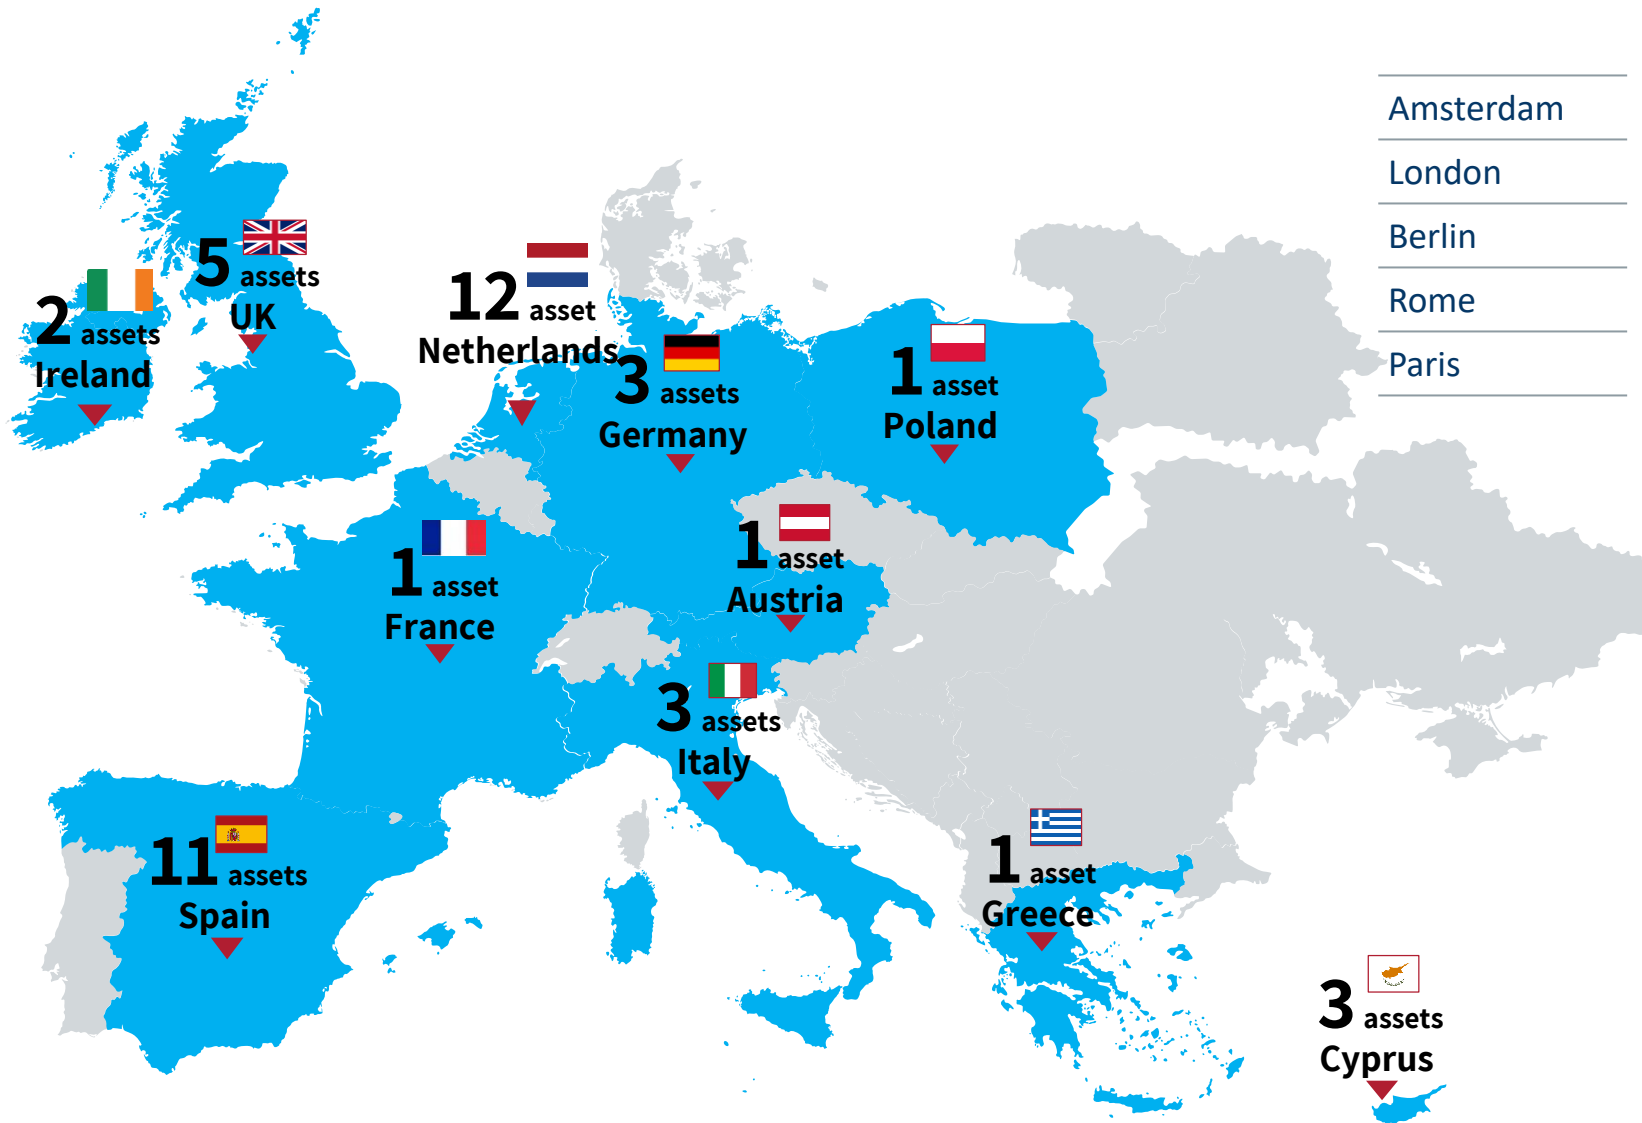 Amsterdam
London
Berlin
Rome
Paris
5 assets
UK
2 assets
Ireland
12 asset
Netherlands
3 assets
Germany
1 asset
Poland
1 asset
France
1 asset
Austria
3 assets
Italy
11 assets
Spain
1 asset
Greece
3 assets
Cyprus